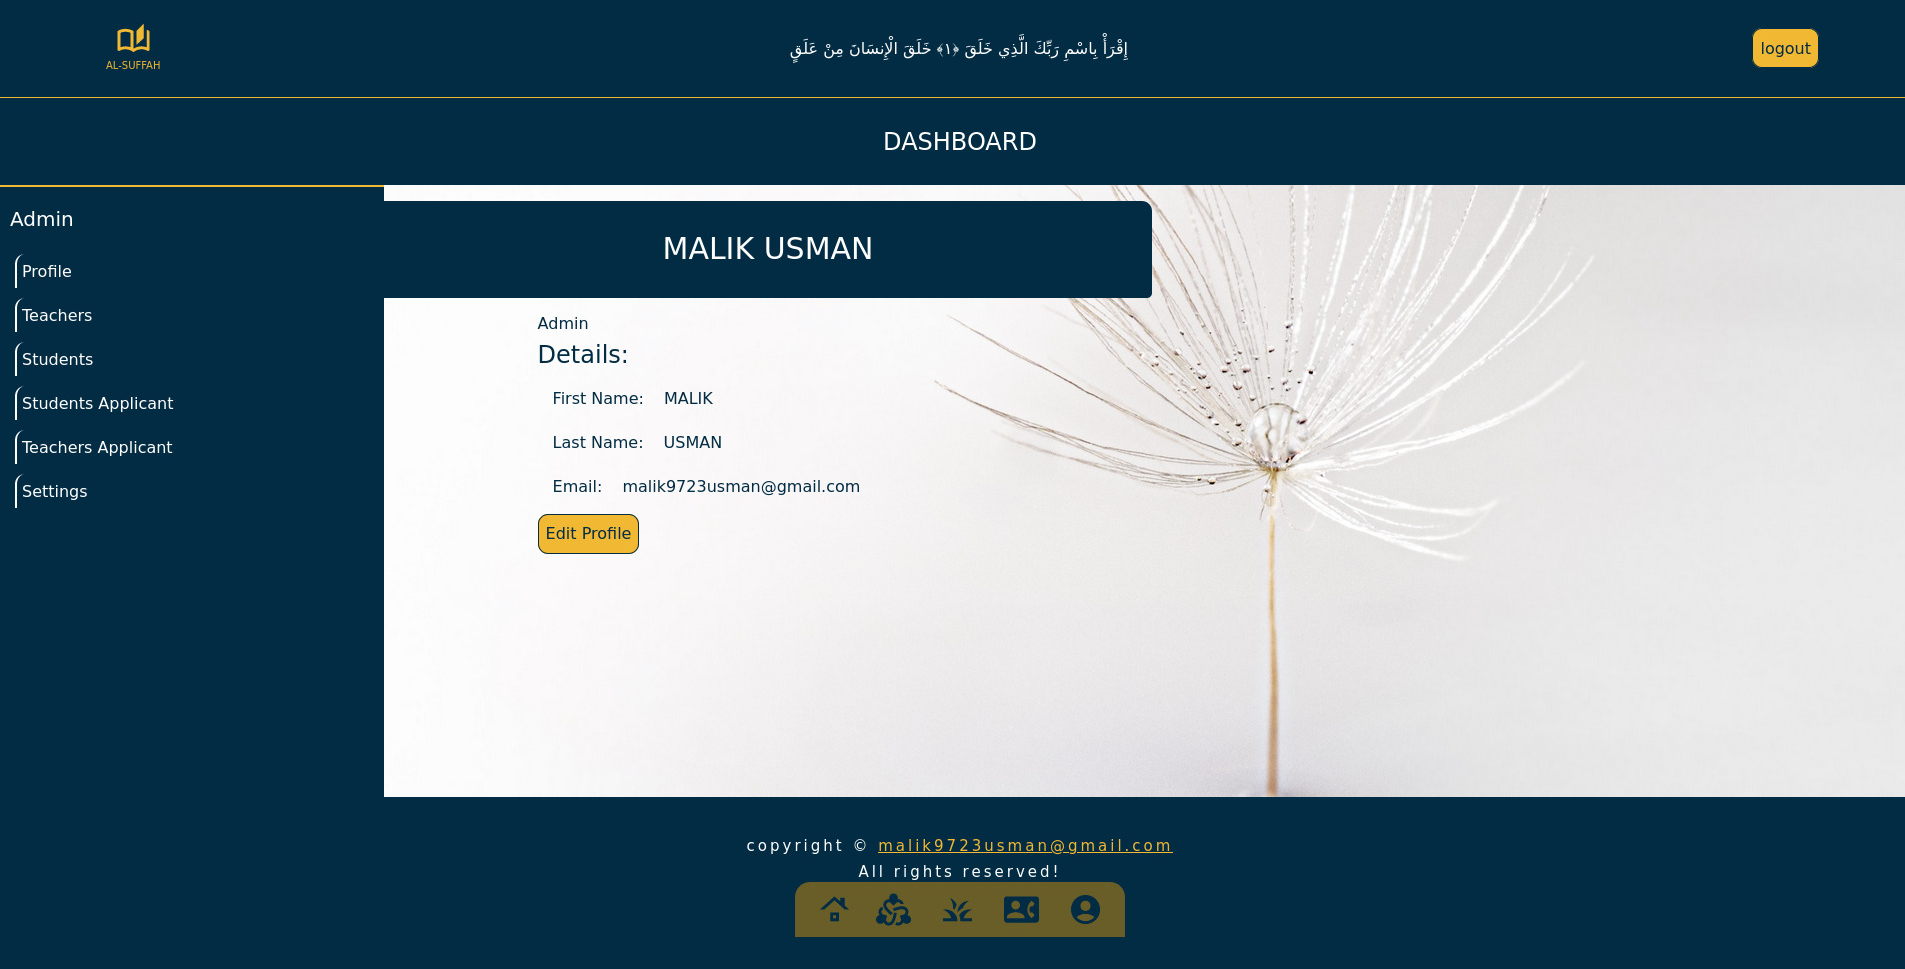 AL-SUFFAH
إِقْرَأْ بِاسْمِ رَبِّكَ الَّذِي خَلَقَ ﴿١﴾ خَلَقَ الْإِنسَانَ مِنْ عَلَقٍ
logout
DASHBOARD
Admin
Profile
Teachers
Students
Students Applicant
Teachers Applicant
Settings
MALIK USMAN
Admin
Details:
First Name: MALIK
Last Name: USMAN
Email: malik9723usman@gmail.com
Edit Profile
copyright © malik9723usman@gmail.com
All rights reserved!